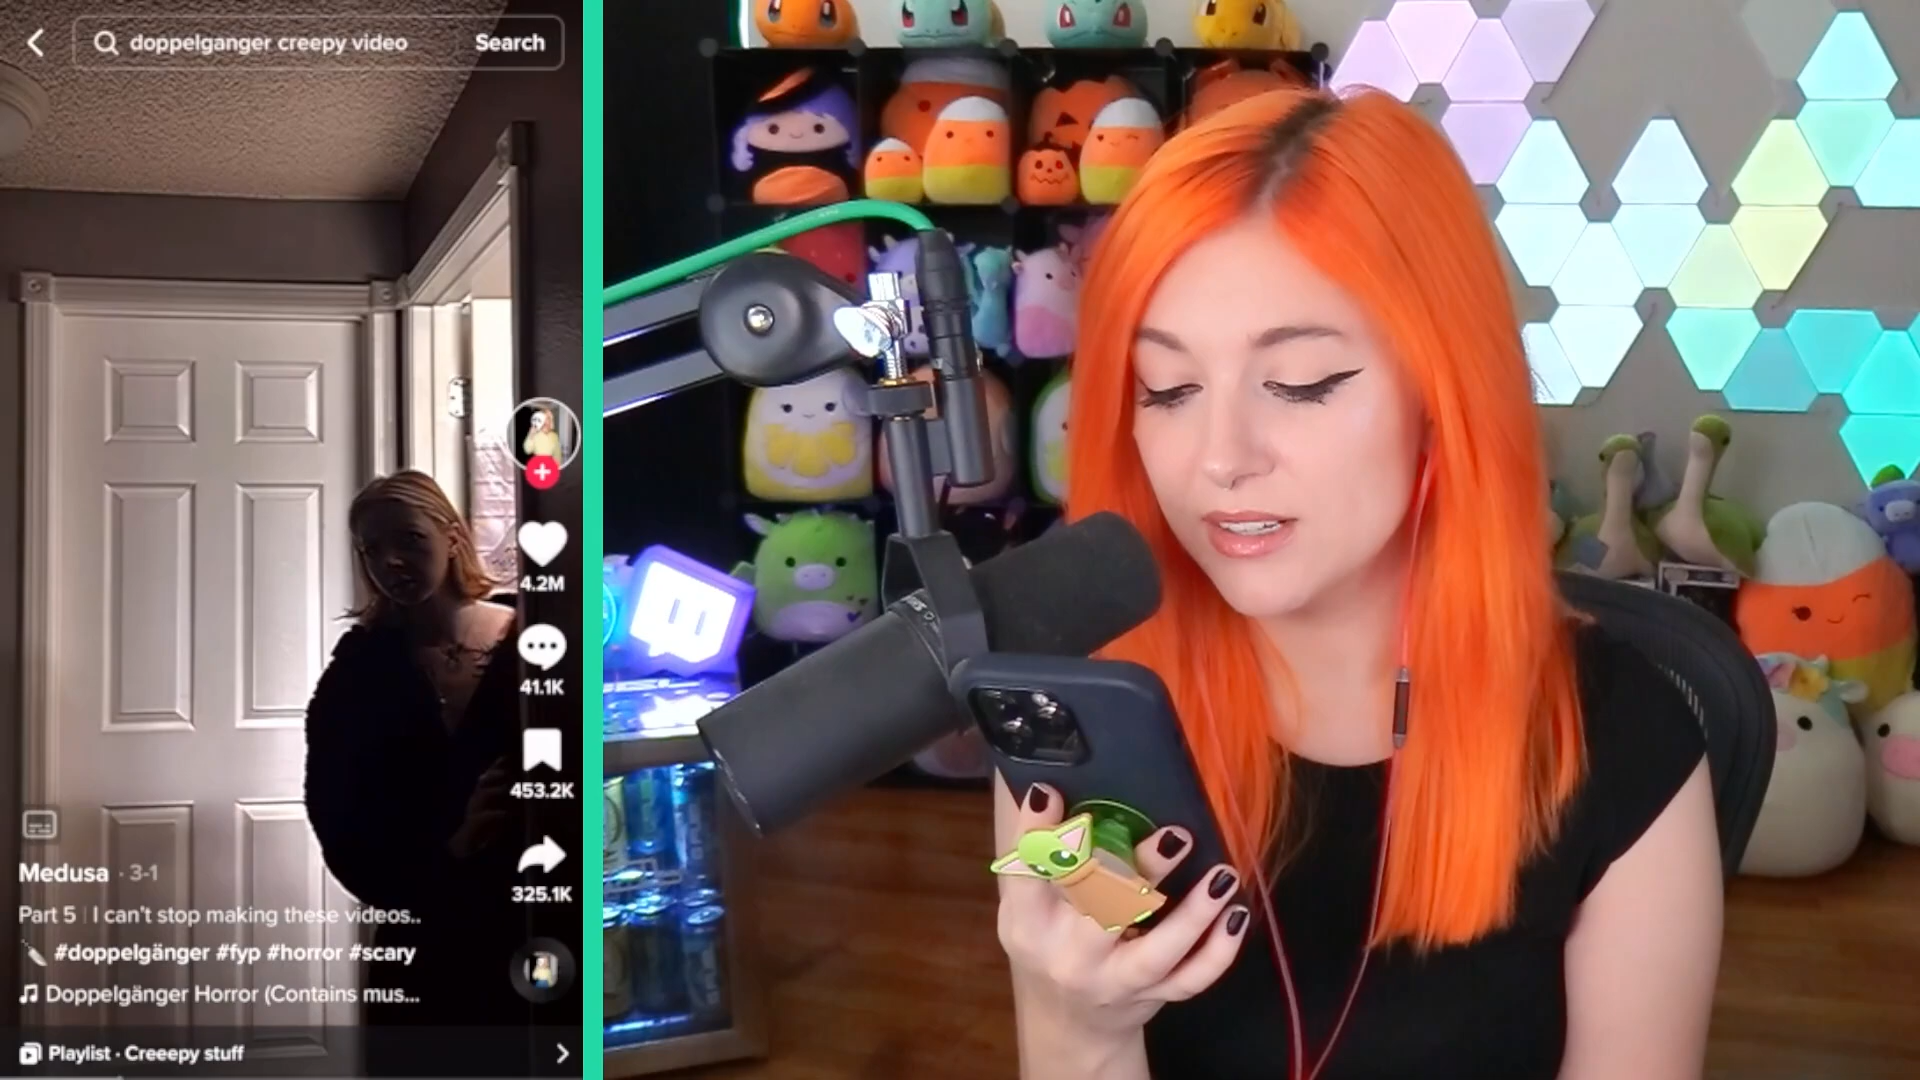 doppelganger creepy video
Search
4.2M
41.1K
453.2K
325.1K
Medusa · 3-1
Part 5 | I can't stop making these videos..
#doppelgänger #fyp #horror #scary
Doppelgänger Horror (Contains mus...
Playlist · Creeepy stuff